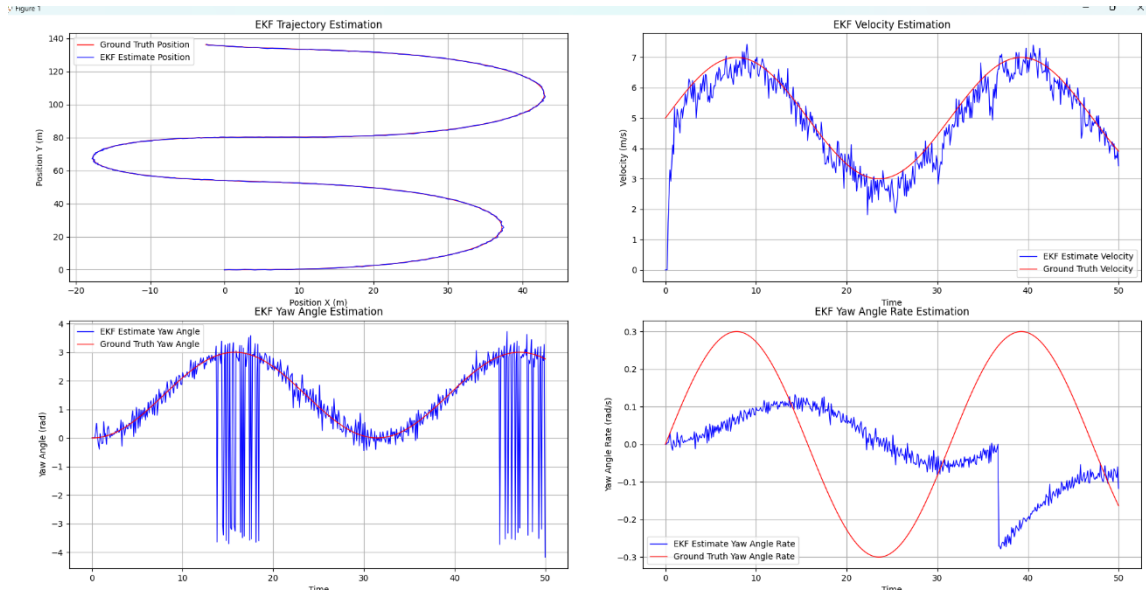 Figure 1
EKF Trajectory Estimation
Ground Truth Position
EKF Estimate Position
140
120
100
80
60
40
20
0
Position Y (m)
−20
−10
0
10
20
30
40
Position X (m)
EKF Velocity Estimation
7
6
5
4
3
2
1
0
Velocity (m/s)
EKF Estimate Velocity
Ground Truth Velocity
0
10
20
30
40
50
Time
EKF Yaw Angle Estimation
EKF Estimate Yaw Angle
Ground Truth Yaw Angle
4
3
2
1
0
−1
−2
−3
−4
Yaw Angle (rad)
0
10
20
30
40
50
Time
EKF Yaw Angle Rate Estimation
0.3
0.2
0.1
0.0
−0.1
−0.2
−0.3
Yaw Angle Rate (rad/s)
EKF Estimate Yaw Angle Rate
Ground Truth Yaw Angle Rate
0
10
20
30
40
50
Time